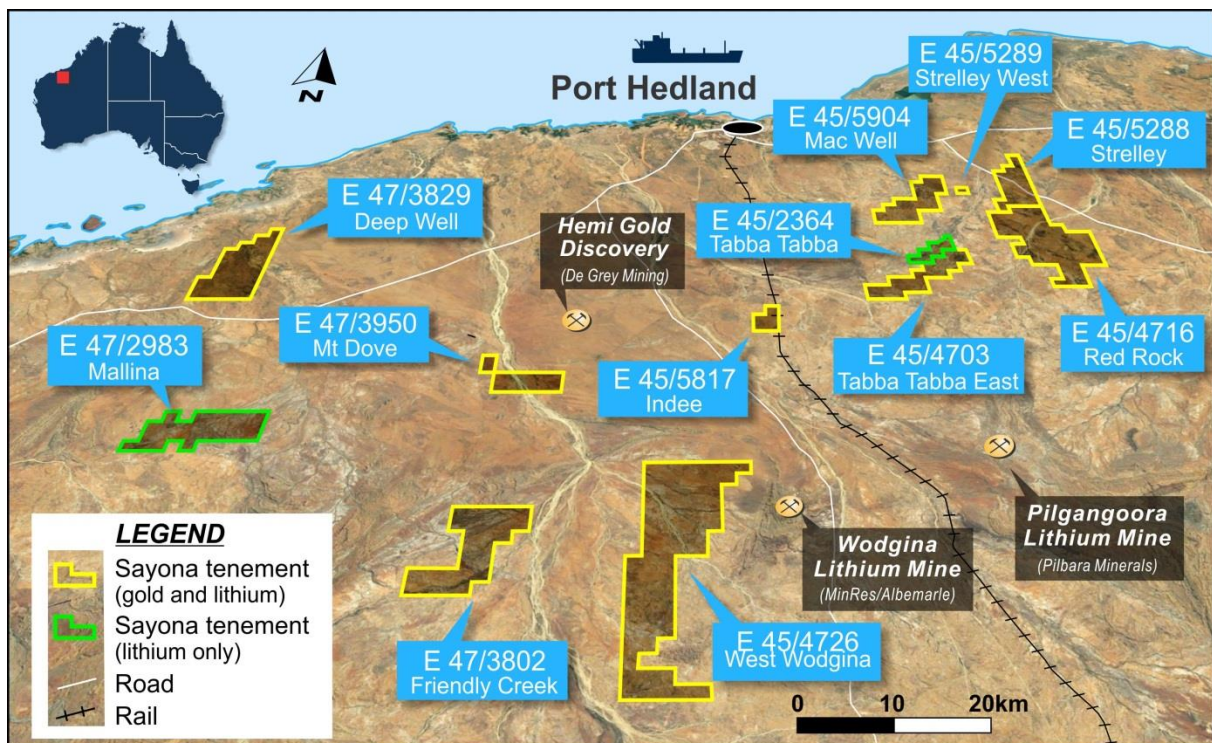 Port Hedland
N
E 45/5289
Strelley West
E 45/5904
Mac Well
E 45/5288
Strelley
E 47/3829
Deep Well
Hemi Gold
Discovery
(De Grey Mining)
E 45/2364
Tabba Tabba
E 47/3950
Mt Dove
E 47/2983
Mallina
E 45/5817
Indee
E 45/4703
Tabba Tabba East
E 45/4716
Red Rock
Wodgina
Lithium Mine
(MinRes/Albemarle)
Pilgangoora
Lithium Mine
(Pilbara Minerals)
E 47/3802
Friendly Creek
E 45/4726
West Wodgina
LEGEND
Sayona tenement
(gold and lithium)
Sayona tenement
(lithium only)
Road
Rail
0 10 20km